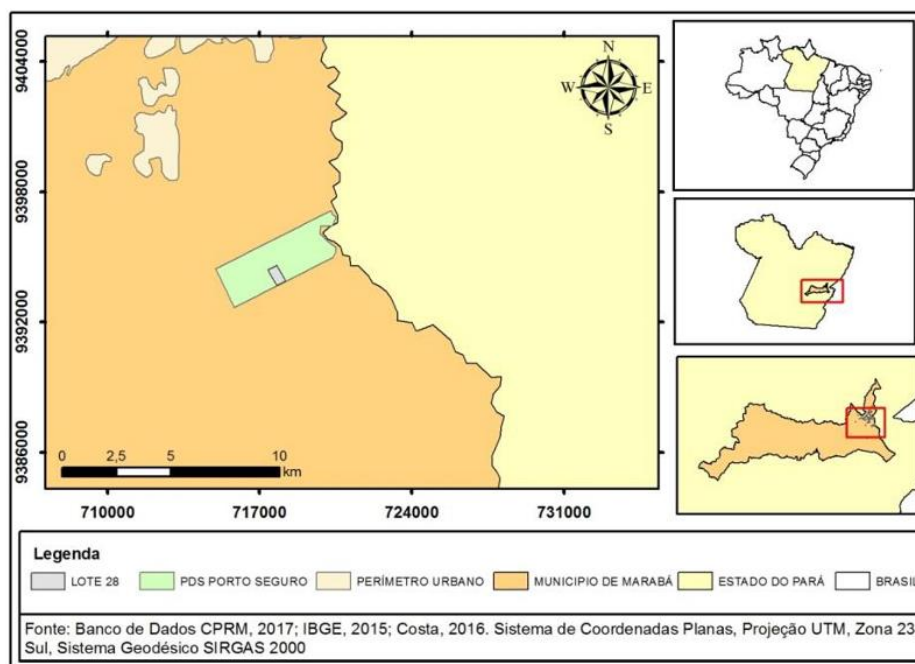 N
W E
S
9404000
9398000
9392000
9386000
0 2,5 5 10
km
710000 717000 724000 731000
Legenda
LOTE 28 PDS PORTO SEGURO PERÍMETRO URBANO MUNICIPIO DE MARABÁ ESTADO DO PARÁ BRASIL
Fonte: Banco de Dados CPRM, 2017; IBGE, 2015; Costa, 2016. Sistema de Coordenadas Planas, Projeção UTM, Zona 23
Sul, Sistema Geodésico SIRGAS 2000